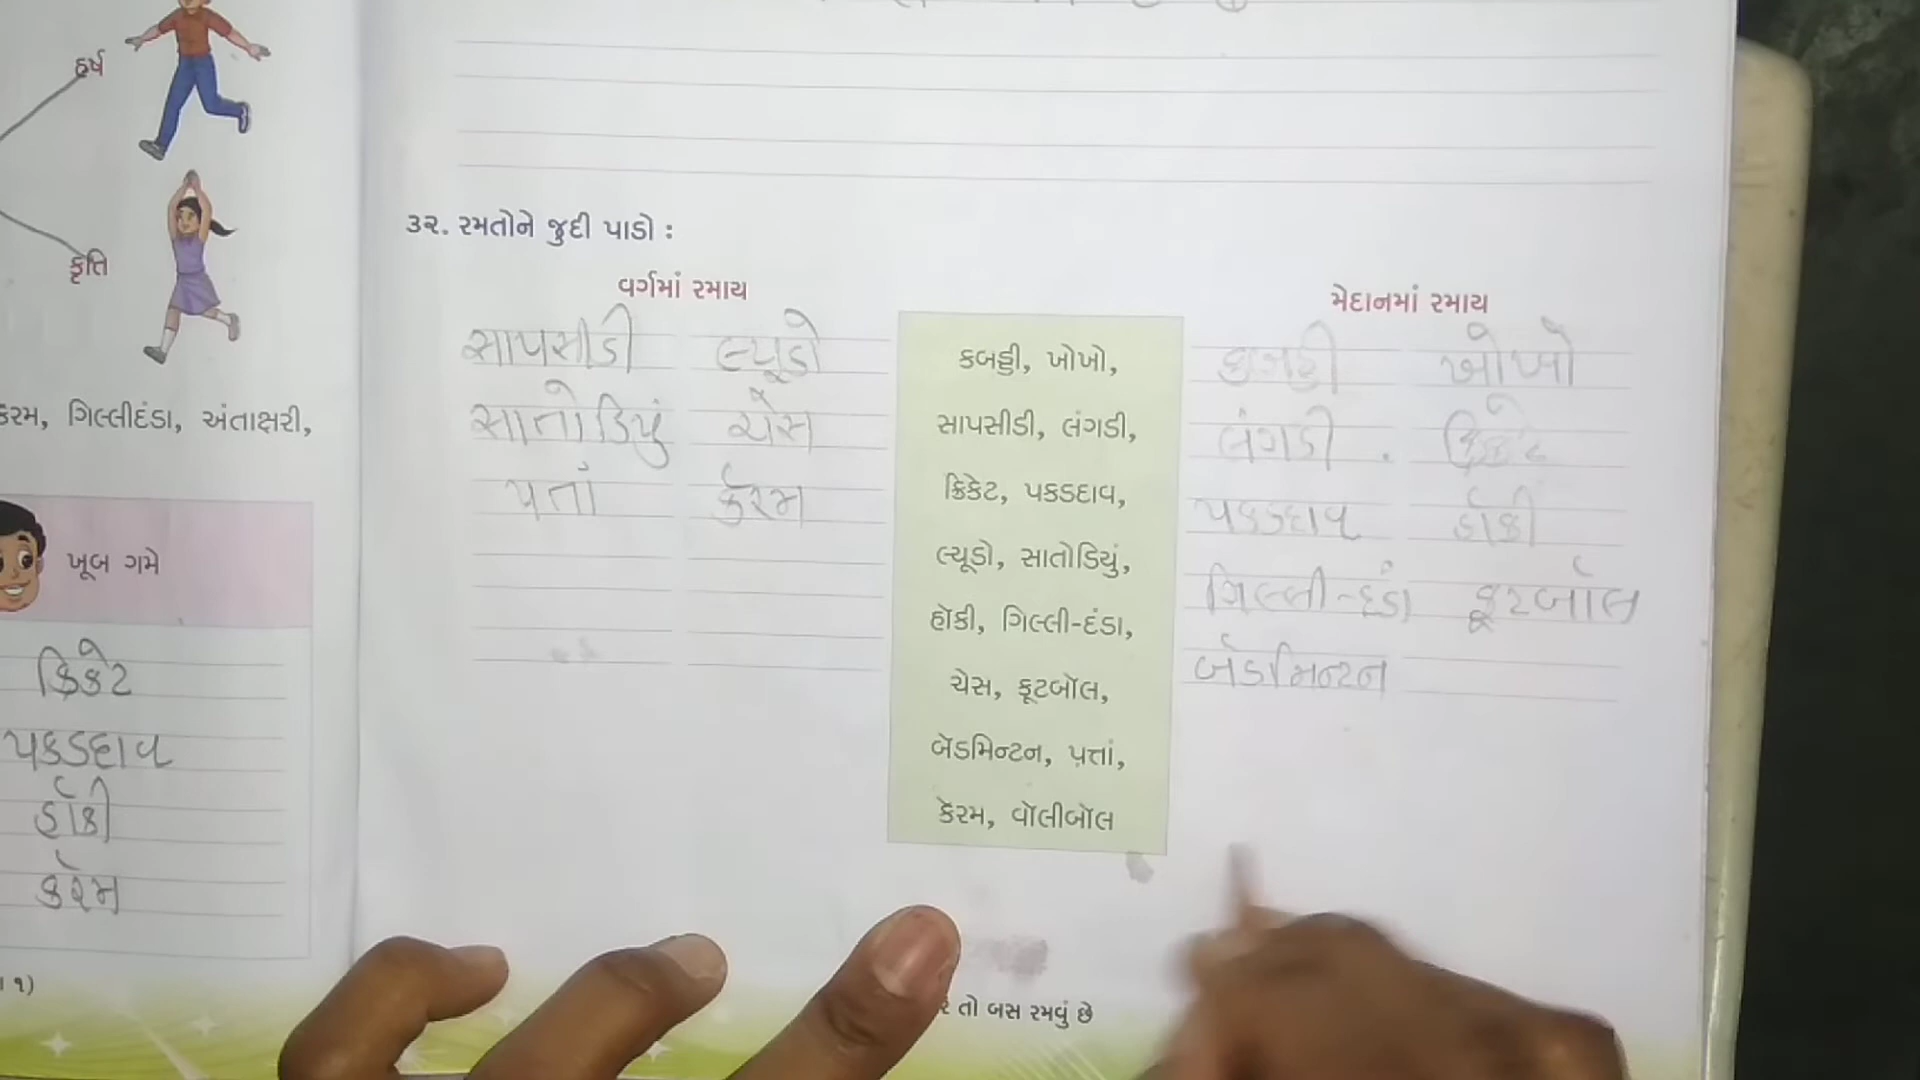 હર્ષ
કૃતિ
કેરમ, ગિલ્લીદંડા, અંતાક્ષરી,
ખૂબ ગમે
ક્રિકેટ
પકડદાવ
હૉકી
કૅરમ
૧)
૩૨. રમતોને જુદી પાડો :
વર્ગમાં રમાય
સાપસીડી લ્યૂડો
સાતોડિયું ચેસ
પતાં કૅરમ
કબડ્ડી, ખોખો,
સાપસીડી, લંગડી,
ક્રિકેટ, પકડદાવ,
લ્યૂડો, સાતોડિયું,
હૉકી, ગિલ્લી-દંડા,
ચેસ, ફૂટબૉલ,
બૅડમિન્ટન, પત્તાં,
કેરમ, વૉલીબૉલ
મેદાનમાં રમાય
ખોખો
લંગડી ક્રિકેટ
પકડદાવ હૉકી
ગિલ્લી-દંડા ફૂટબૉલ
બૅડમિન્ટન
તો બસ રમવું છે